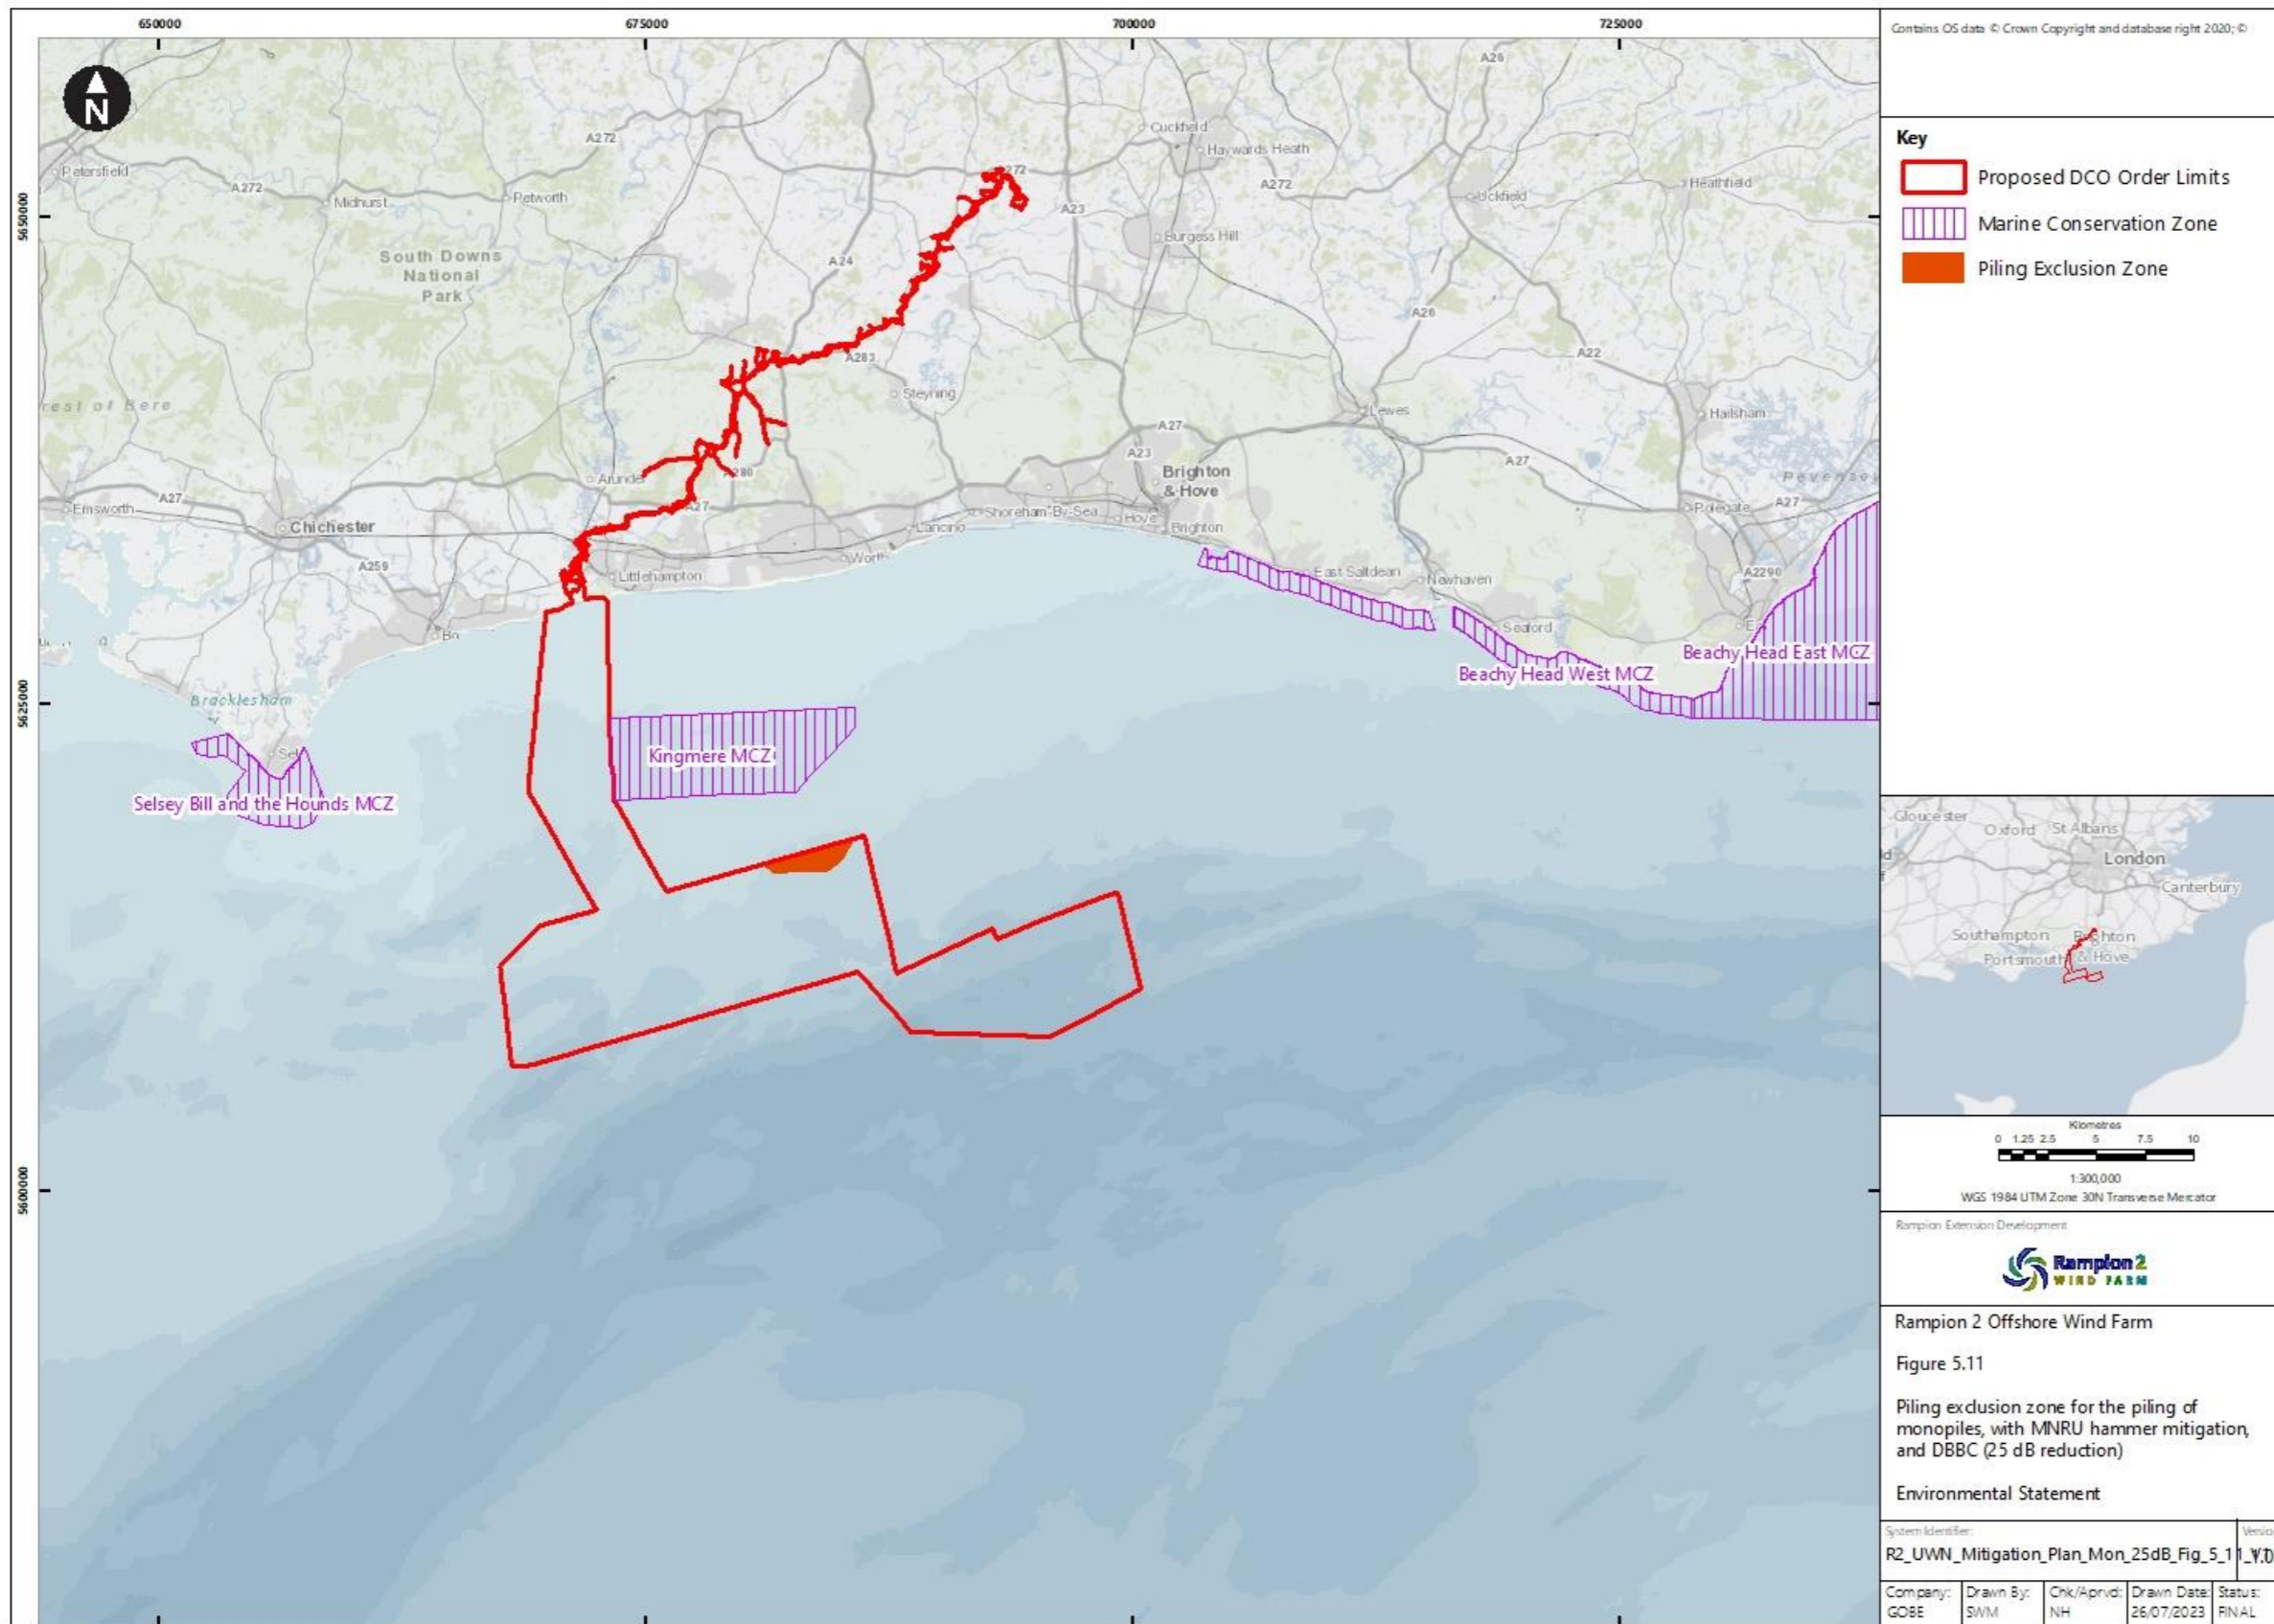 650000
675000
700000
725000
5650000
5625000
5600000
N
A26
Cuckfield
Haywards Heath
A272
Petersfield
A272
Midhurst
Petworth
A272
Uckfield
Heathfield
A23
Burgess Hill
South Downs
National
Park
A24
A26
A283
A22
Steyning
Lewes
Hailsham
A27
A23
Brighton
& Hove
A27
Arundel
A280
A27
Emsworth
A27
Chichester
A27
Polegate
Shoreham-By-Sea
Hove
Brighton
Lancing
Worth
A259
Littlehampton
East Saltdean
Newhaven
A2290
Bo
Seaford
Beachy Head East MCZ
Beachy Head West MCZ
Bracklesham
Kingmere MCZ
Sel
Selsey Bill and the Hounds MCZ
Contains OS data © Crown Copyright and database right 2020; ©
Key
Proposed DCO Order Limits
Marine Conservation Zone
Piling Exclusion Zone
Gloucester
Oxford
St Albans
London
Canterbury
Southampton
Brighton
Portsmouth
& Hove
Kilometres
0 1.25 2.5 5 7.5 10
1:300,000
WGS 1984 UTM Zone 30N Transverse Mercator
Rampion Extension Development
Rampion 2
WIND FARM
Rampion 2 Offshore Wind Farm
Figure 5.11
Piling exclusion zone for the piling of
monopiles, with MNRU hammer mitigation,
and DBBC (25 dB reduction)
Environmental Statement
System Identifier:
R2_UWN_Mitigation_Plan_Mon_25dB_Fig_5_11
Company: Drawn By: Chk/Aprvd: Drawn Date: Status:
GOBE SWM NH 26/07/2023 FINAL